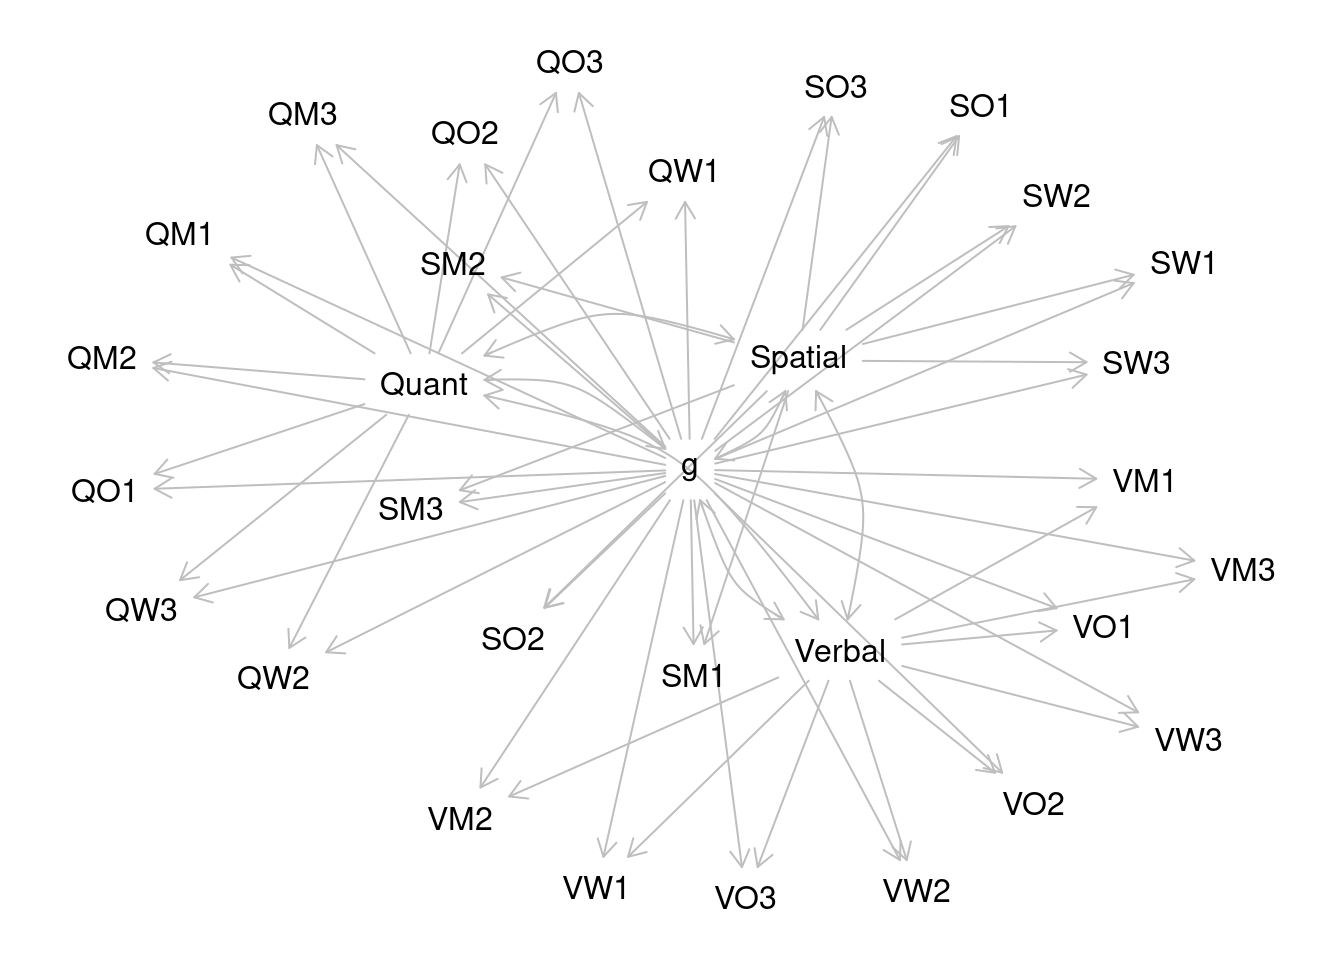 QO3
SO3
SO1
QM3
QO2
QW1
SW2
QM1
SM2
SW1
QM2
Spatial
SW3
Quant
g
VM1
QO1
SM3
VM3
QW3
VO1
SO2
Verbal
QW2
SM1
VW3
VO2
VM2
VW1
VW2
VO3